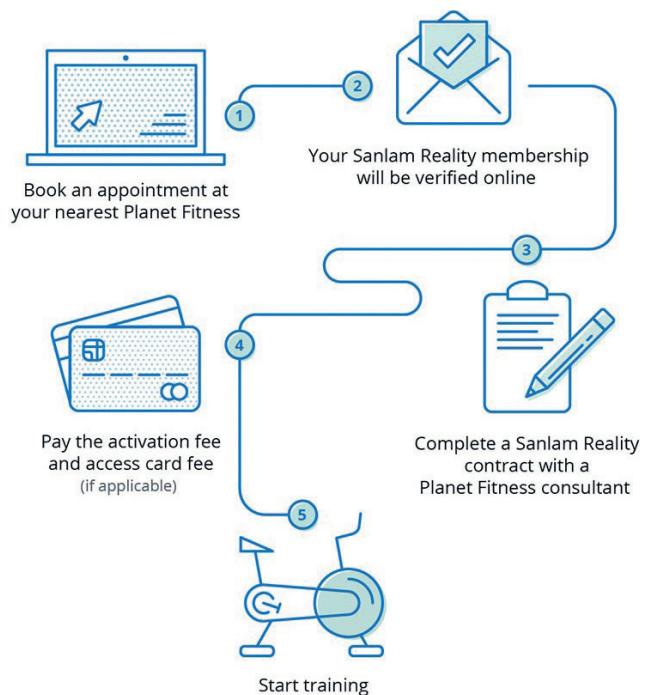 1
Book an appointment at
your nearest Planet Fitness
2
Your Sanlam Reality membership
will be verified online
3
Complete a Sanlam Reality
contract with a
Planet Fitness consultant
4
Pay the activation fee
and access card fee
(if applicable)
5
Start training